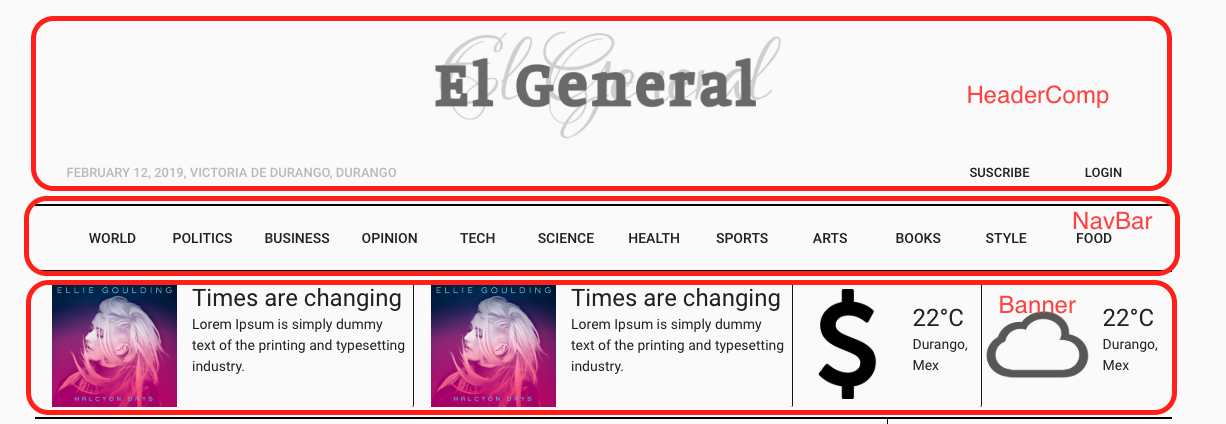 El General
El General
HeaderComp
FEBRUARY 12, 2019, VICTORIA DE DURANGO, DURANGO
SUSCRIBE
LOGIN
NavBar
WORLD POLITICS BUSINESS OPINION TECH SCIENCE HEALTH SPORTS ARTS BOOKS STYLE FOOD
Banner
ELLIE GOULDING
HALCYON DAYS
Times are changing
Lorem Ipsum is simply dummy
text of the printing and typesetting
industry.
ELLIE GOULDING
HALCYON DAYS
Times are changing
Lorem Ipsum is simply dummy
text of the printing and typesetting
industry.
$
22°C
Durango,
Mex
22°C
Durango,
Mex